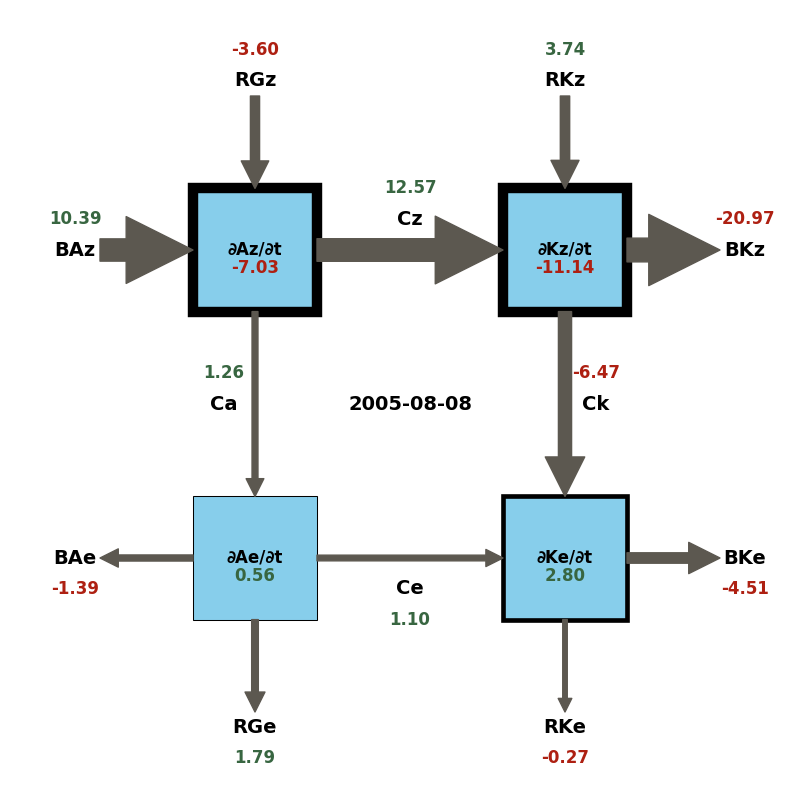 -3.60
RGz
3.74
RKz
10.39
BAz
∂Az/∂t
-7.03
12.57
Cz
∂Kz/∂t
-11.14
-20.97
BKz
1.26
Ca
2005-08-08
-6.47
Ck
BAe
-1.39
∂Ae/∂t
0.56
Ce
1.10
∂Ke/∂t
2.80
BKe
-4.51
RGe
1.79
RKe
-0.27